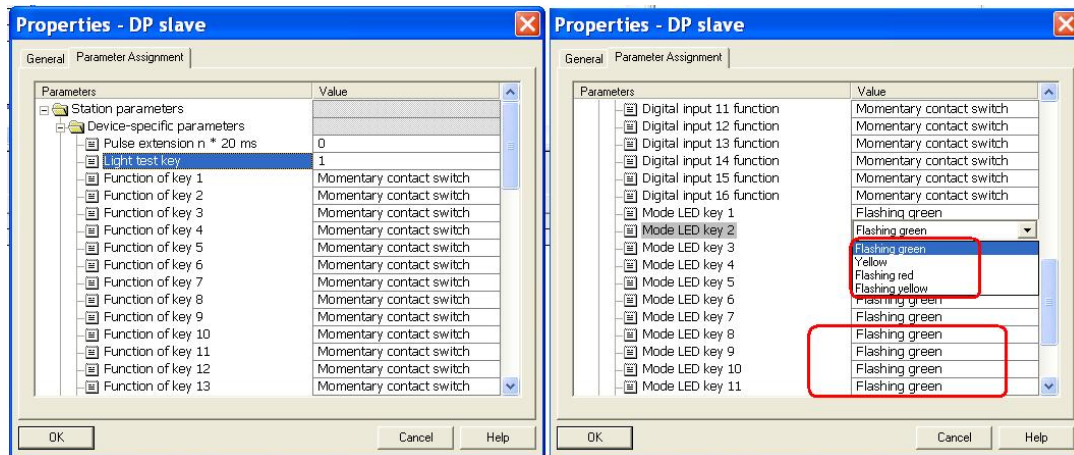 Properties - DP slave
General Parameter Assignment
Parameters Value
Station parameters
Device-specific parameters
Pulse extension n * 20 ms 0
Light test key 1
Function of key 1 Momentary contact switch
Function of key 2 Momentary contact switch
Function of key 3 Momentary contact switch
Function of key 4 Momentary contact switch
Function of key 5 Momentary contact switch
Function of key 6 Momentary contact switch
Function of key 7 Momentary contact switch
Function of key 8 Momentary contact switch
Function of key 9 Momentary contact switch
Function of key 10 Momentary contact switch
Function of key 11 Momentary contact switch
Function of key 12 Momentary contact switch
Function of key 13 Momentary contact switch
OK Cancel Help
Properties - DP slave
General Parameter Assignment
Parameters Value
Digital input 11 function Momentary contact switch
Digital input 12 function Momentary contact switch
Digital input 13 function Momentary contact switch
Digital input 14 function Momentary contact switch
Digital input 15 function Momentary contact switch
Digital input 16 function Momentary contact switch
Mode LED key 1 Flashing green
Mode LED key 2 Flashing green
Mode LED key 3 Flashing green
Mode LED key 4 Yellow
Mode LED key 5 Flashing red
Flashing yellow
Mode LED key 6 Flashing green
Mode LED key 7 Flashing green
Mode LED key 8 Flashing green
Mode LED key 9 Flashing green
Mode LED key 10 Flashing green
Mode LED key 11 Flashing green
OK Cancel Help